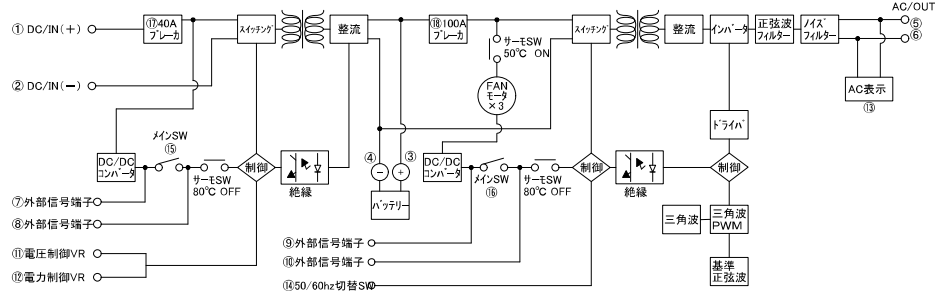 AC/OUT
① DC/IN(+)
⑰40A
ブレーカ
スイッチング
整流
⑱100A
ブレーカ
サーモSW
50℃ ON
スイッチング
整流
インバータ
正弦波
フィルター
ノイズ
フィルター
⑤
⑥
② DC/IN(-)
FAN
モータ
×3
AC表示
⑬
ドライバ
メインSW
⑮
DC/DC
コンバータ
サーモSW
80℃ OFF
制御
絶縁
④
③
-
+
バッテリー
DC/DC
コンバータ
メインSW
⑯
サーモSW
80℃ OFF
制御
絶縁
制御
⑦外部信号端子
⑧外部信号端子
三角波
三角波
PWM
⑨外部信号端子
⑪電圧制御VR
⑩外部信号端子
⑫電力制御VR
基準
正弦波
⑭50/60hz切替SW